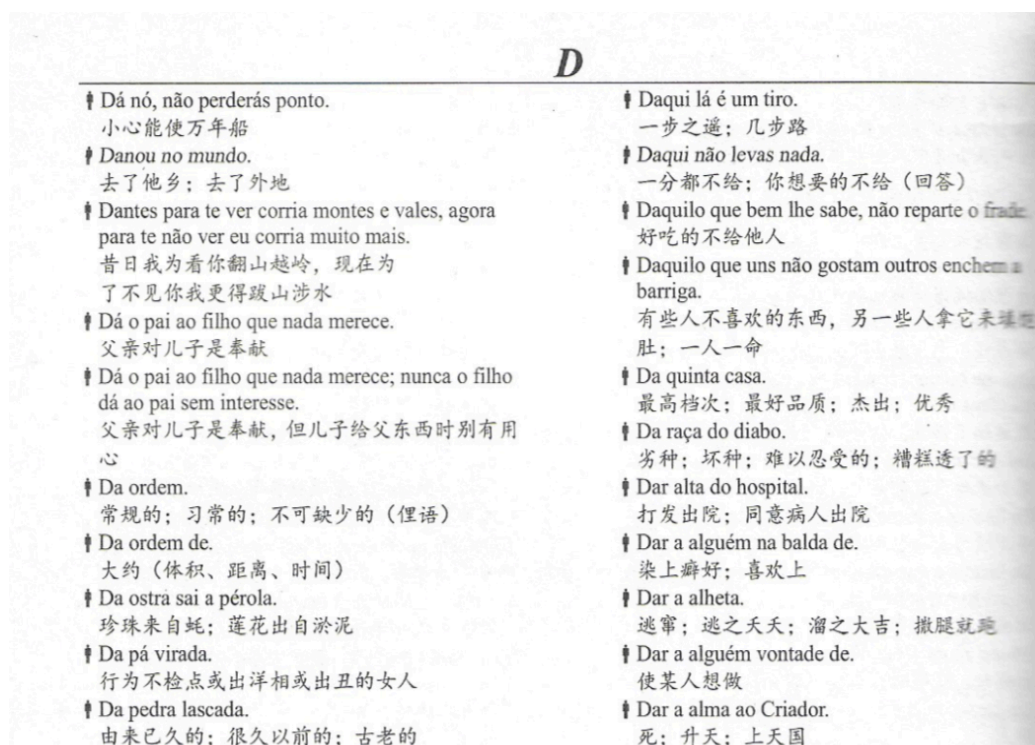 D
Dá nó, não perderás ponto.
小心能使万年船
Danou no mundo.
去了他乡；去了外地
Dantes para te ver corria montes e vales, agora
para te não ver eu corria muito mais.
昔日我为看你翻山越岭，现在为
了不见你我更得跋山涉水
Dá o pai ao filho que nada merece.
父亲对儿子是奉献
Dá o pai ao filho que nada merece; nunca o filho
dá ao pai sem interesse.
父亲对儿子是奉献，但儿子给父东西时别有用
心
Da ordem.
常规的；习常的；不可缺少的（俚语）
Da ordem de.
大约（体积、距离、时间）
Da ostra sai a pérola.
珍珠来自蚝；莲花出自淤泥
Da pá virada.
行为不检点或出洋相或出丑的女人
Da pedra lascada.
由来已久的；很久以前的；古老的
Daqui lá é um tiro.
一步之遥；几步路
Daqui não levas nada.
一分都不给；你想要的不给（回答）
Daquilo que bem lhe sabe, não reparte o frade.
好吃的不给他人
Daquilo que uns não gostam outros enchem a
barriga.
有些人不喜欢的东西，另一些人拿它来
肚；一人一命
Da quinta casa.
最高档次；最好品质；杰出；优秀
Da raça do diabo.
劣种；坏种；难以忍受的；糟糕透了的
Dar alta do hospital.
打发出院；同意病人出院
Dar a alguém na balda de.
染上癖好；喜欢上
Dar a alheta.
逃窜；逃之夭夭；溜之大吉；撤腿就跑
Dar a alguém vontade de.
使某人想做
Dar a alma ao Criador.
死；升天；上天国